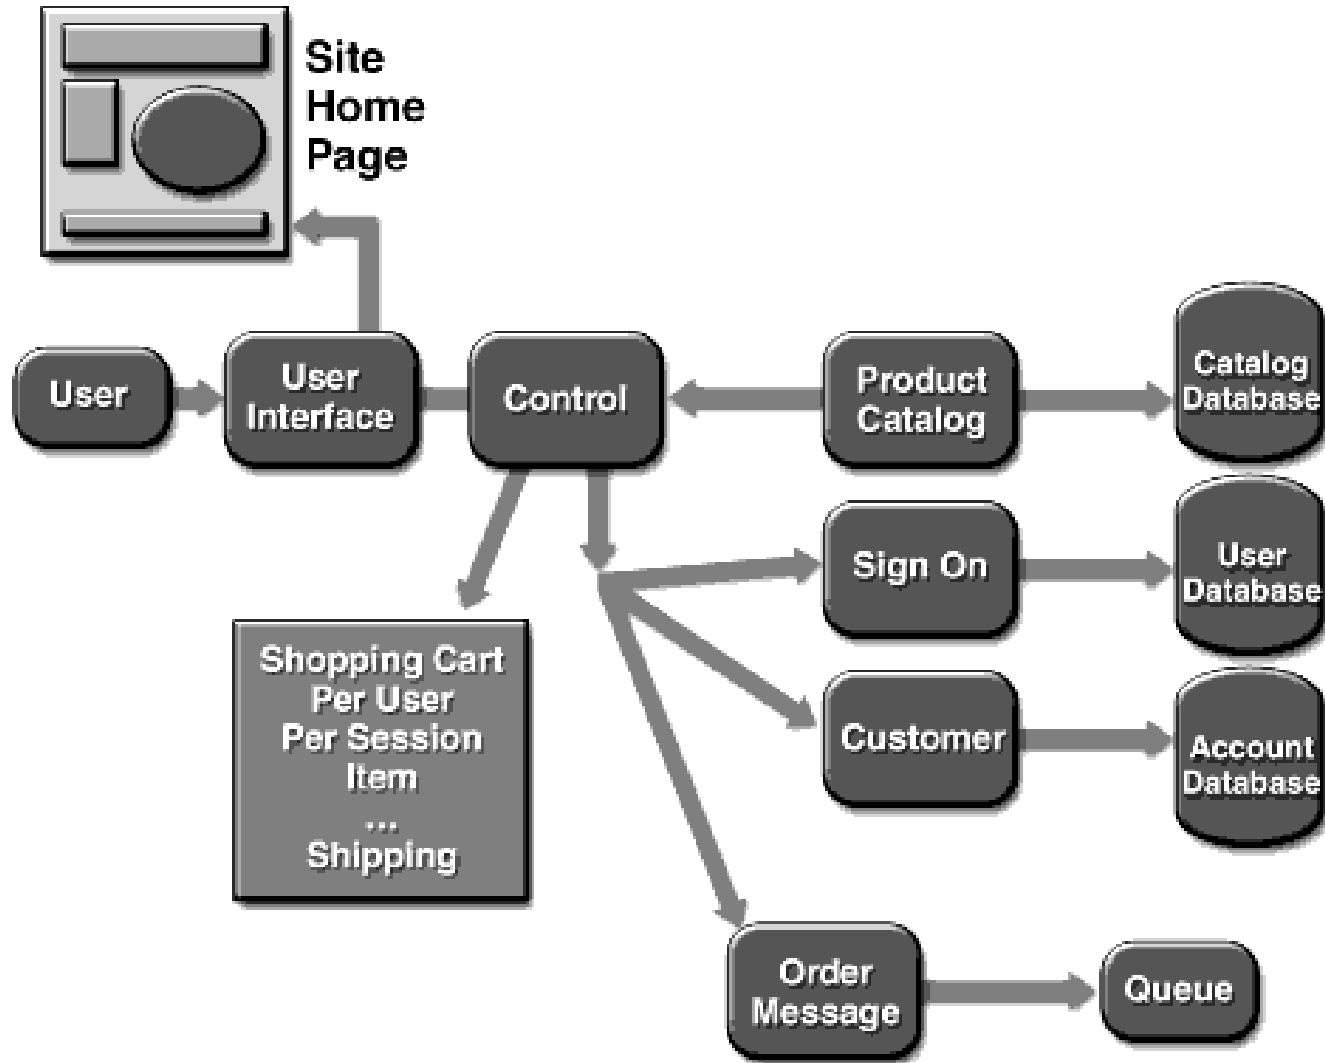 Site
Home
Page
User
User
Interface
Control
Product
Catalog
Catalog
Database
Sign On
User
Database
Shopping Cart
Per User
Per Session
Item
...
Shipping
Customer
Account
Database
Order
Message
Queue